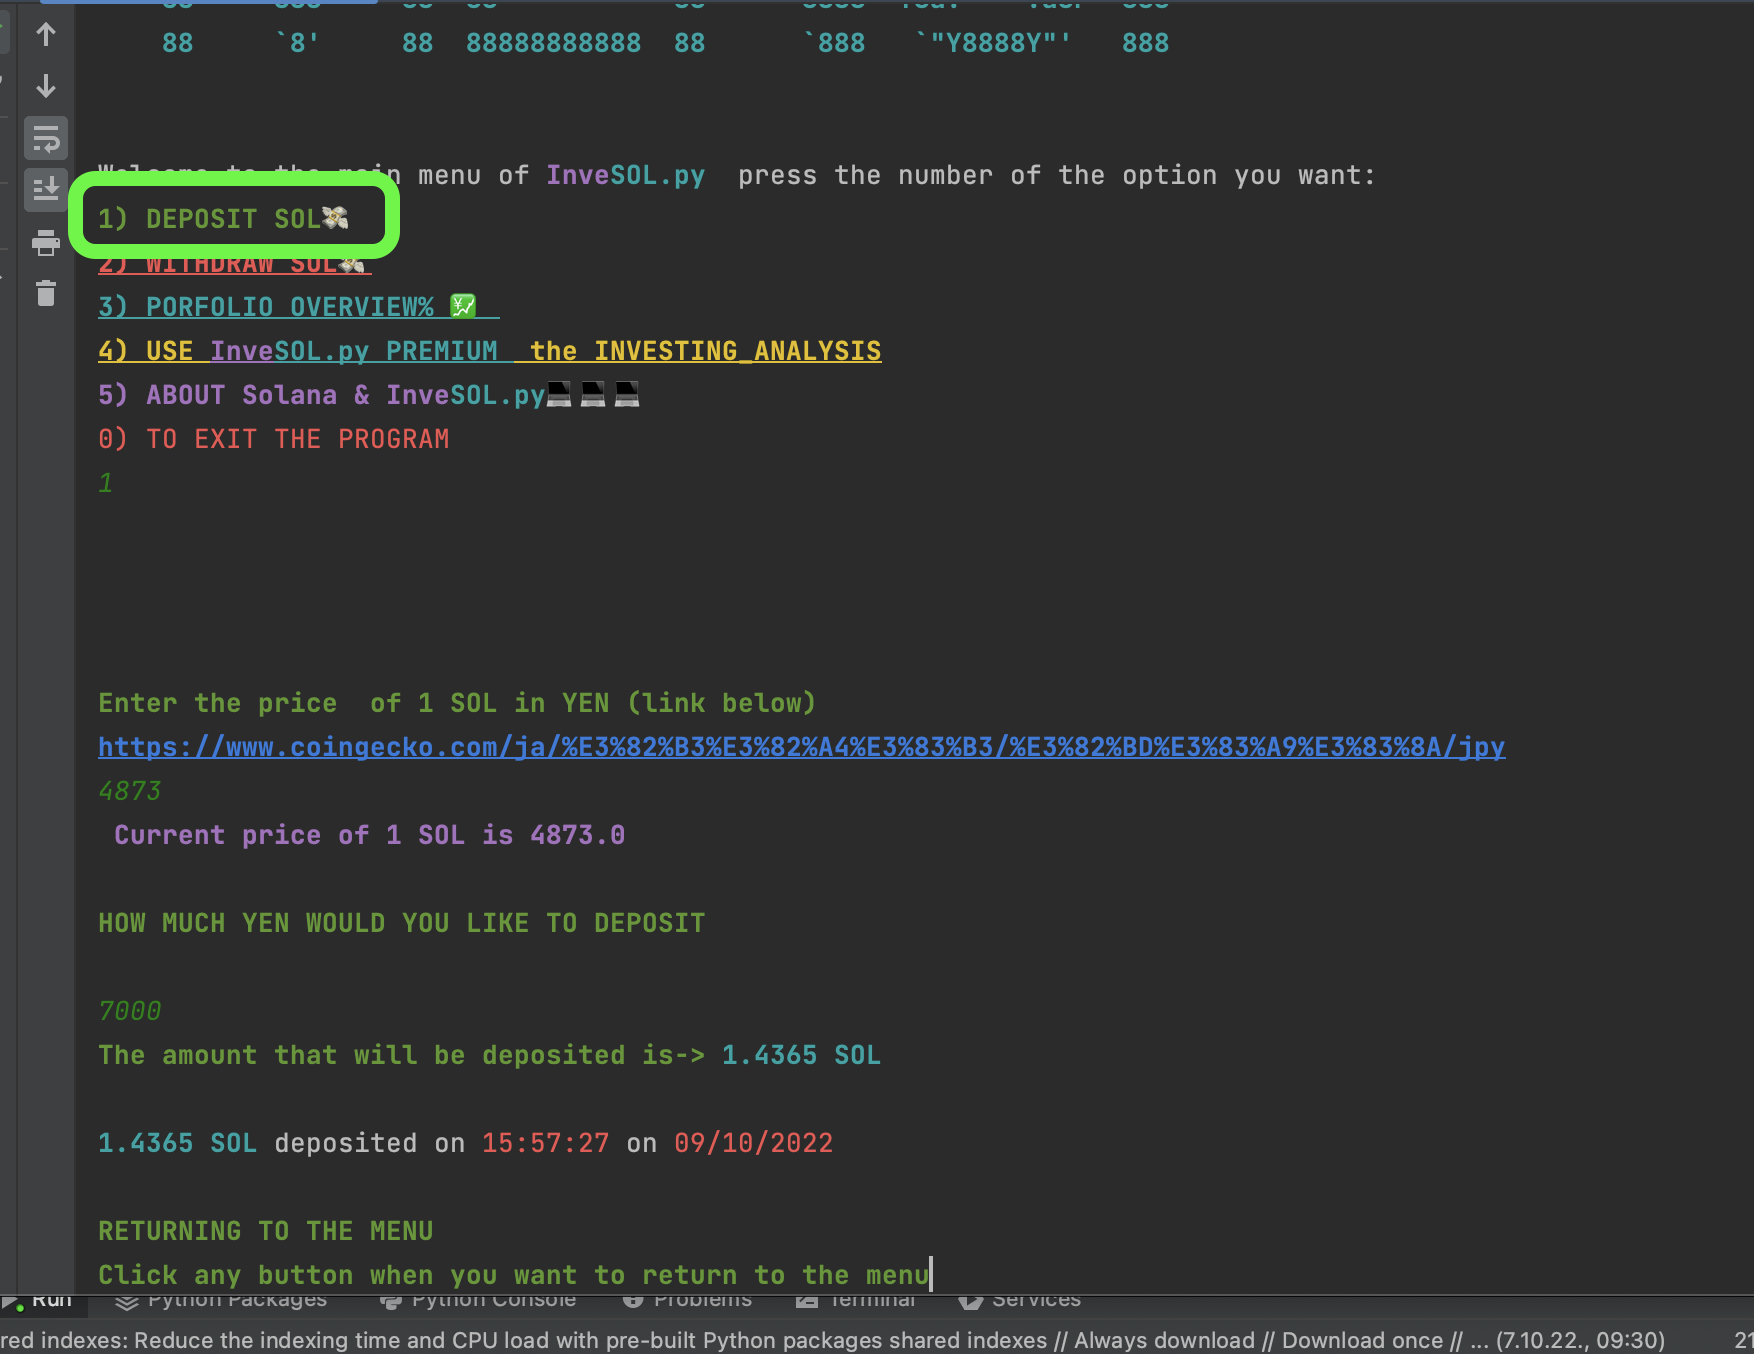 88 `8' 88 88888888888 88 `888 `"Y8888Y"' 888
Welcome to the main menu of InveSOL.py press the number of the option you want:
1) DEPOSIT SOL💸
2) WITHDRAW SOL💸
3) PORFOLIO OVERVIEW% 💹
4) USE InveSOL.py PREMIUM the INVESTING_ANALYSIS
5) ABOUT Solana & InveSOL.py💻💻💻
0) TO EXIT THE PROGRAM
1
Enter the price  of 1 SOL in YEN (link below)
https://www.coingecko.com/ja/%E3%82%B3%E3%82%A4%E3%83%B3/%E3%82%BD%E3%83%A9%E3%83%8A/jpy
4873
Current price of 1 SOL is 4873.0
HOW MUCH YEN WOULD YOU LIKE TO DEPOSIT
7000
The amount that will be deposited is-> 1.4365 SOL
1.4365 SOL deposited on 15:57:27 on 09/10/2022
RETURNING TO THE MENU
Click any button when you want to return to the menu
Run Python Packages Python Console Problems Terminal Services
red indexes: Reduce the indexing time and CPU load with pre-built Python packages shared indexes // Always download // Download once // ... (7.10.22., 09:30) 21